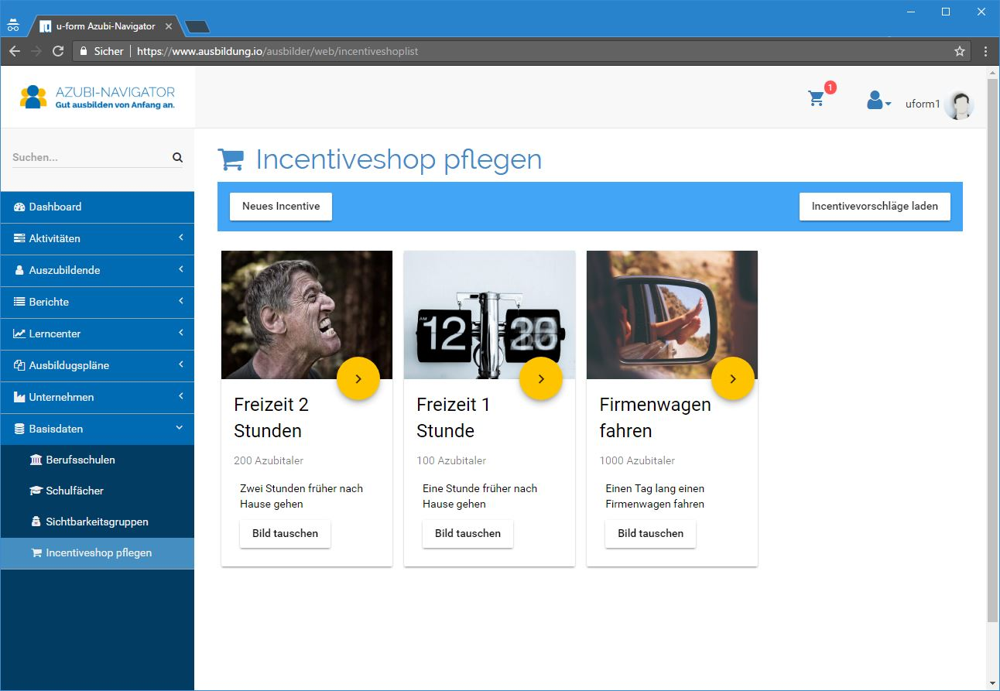 u-form Azubi-Navigator
Sicher https://www.ausbildung.io/ausbilder/web/incentiveshoplist
AZUBI-NAVIGATOR
Gut ausbilden von Anfang an.
1
uform1
Suchen...
Incentiveshop pflegen
Neues Incentive
Incentivevorschläge laden
Dashboard
Aktivitäten
Auszubildende
Berichte
Lerncenter
Ausbildugspläne
Unternehmen
Basisdaten
Berufsschulen
Schulfächer
Sichtbarkeitsgruppen
Incentiveshop pflegen
Freizeit 2
Stunden
200 Azubitaler
Zwei Stunden früher nach
Hause gehen
Bild tauschen
AM
12
Freizeit 1
Stunde
100 Azubitaler
Eine Stunde früher nach
Hause gehen
Bild tauschen
Firmenwagen
fahren
1000 Azubitaler
Einen Tag lang einen
Firmenwagen fahren
Bild tauschen